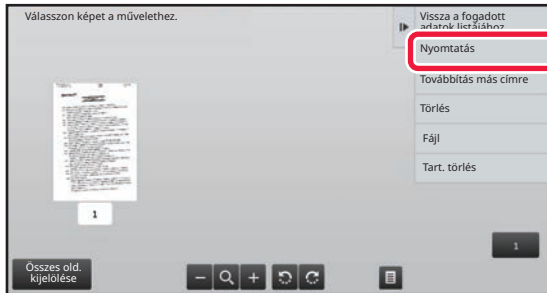 Válasszon képet a művelethez.
Vissza a fogadott
adatok listájához
Nyomtatás
Továbbítás más címre
Törlés
Fájl
Tart. törlés
1
1
Összes old.
kijelölése